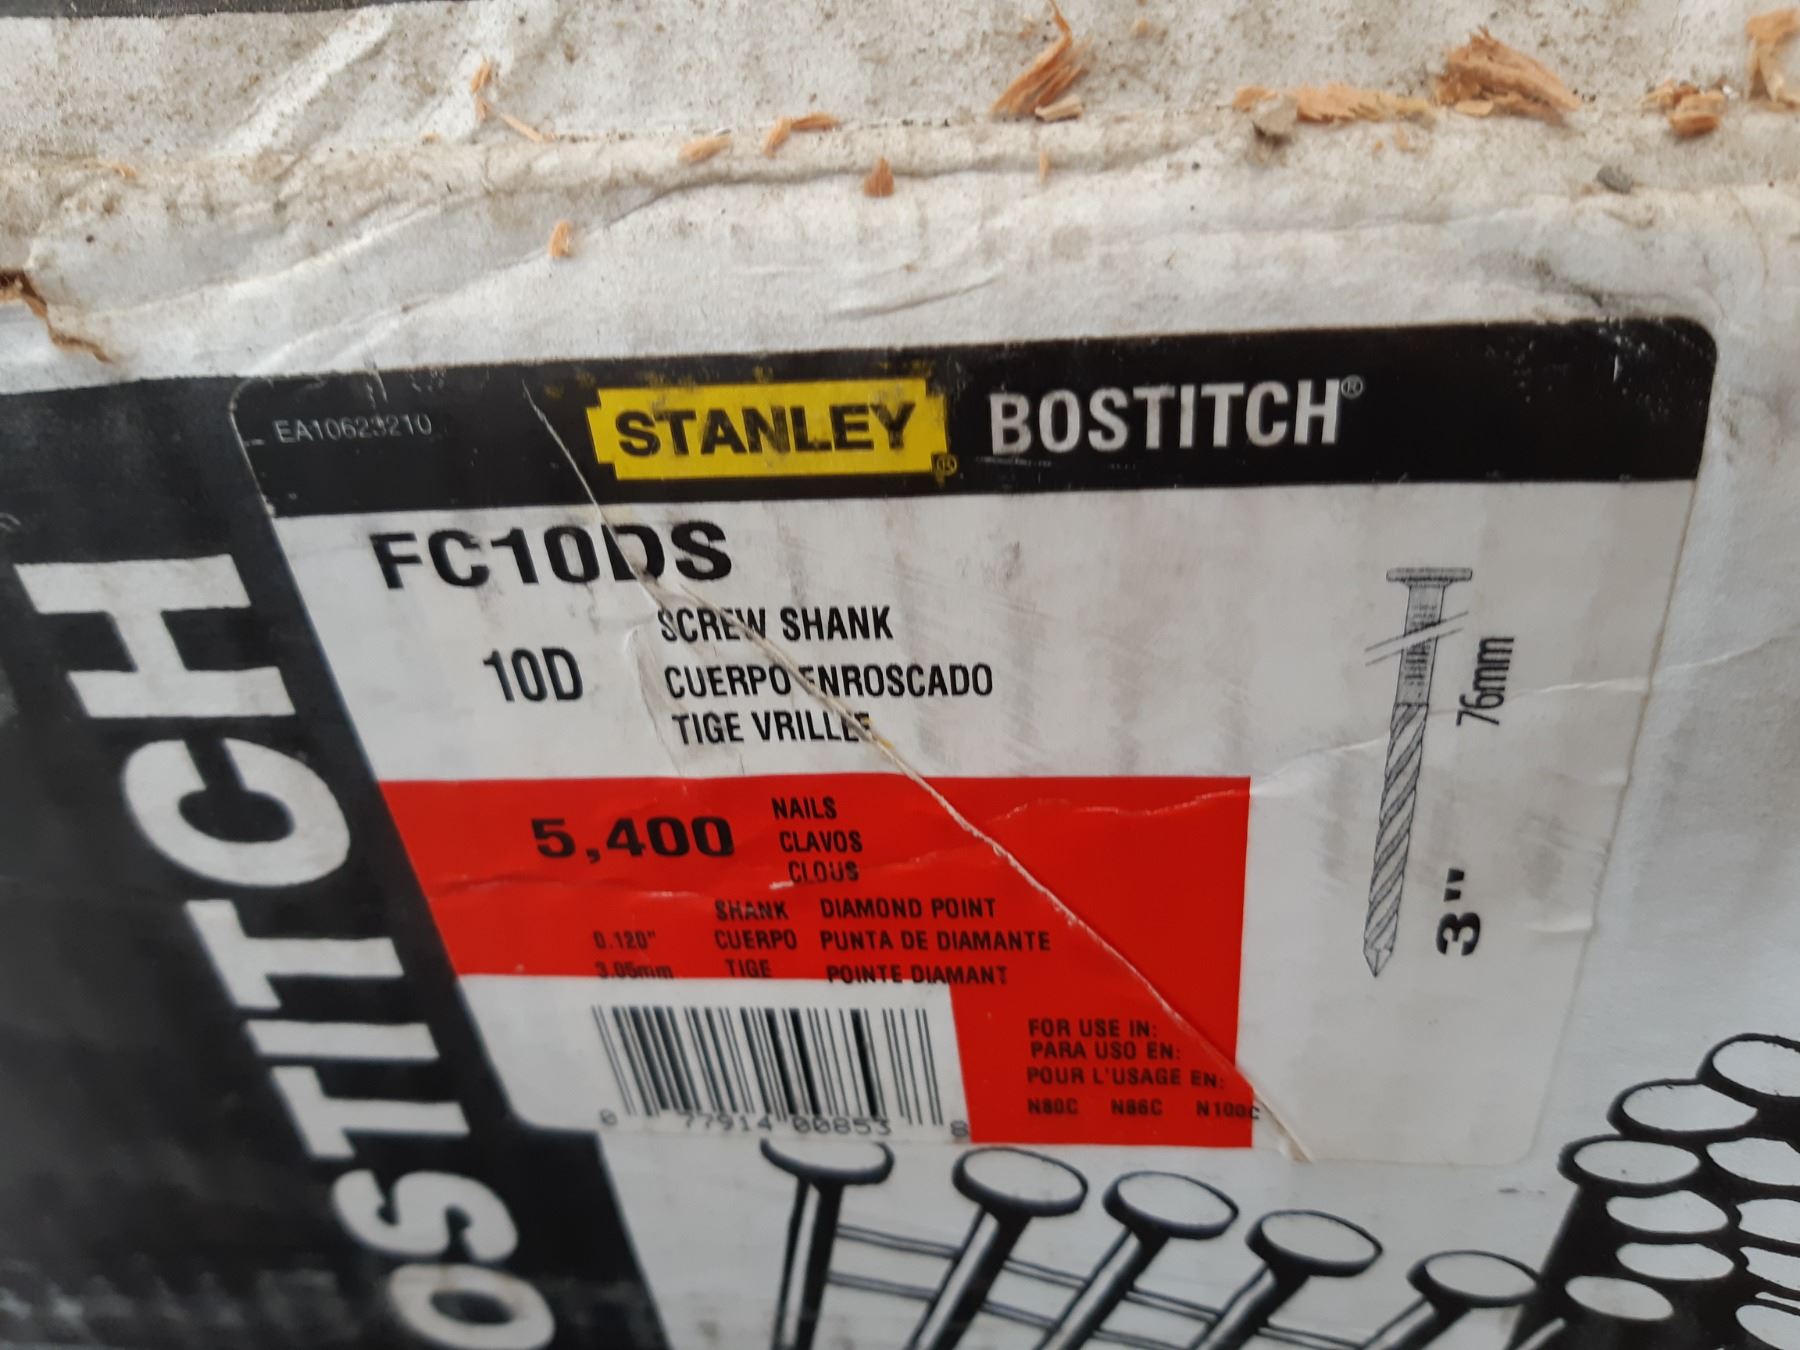 EA10623210
STANLEY® BOSTITCH®
FC10DS
10D
SCREW SHANK
CUERPO ENROSCADO
TIGE VRILLÉE
76mm
3"
5,400
NAILS
CLAVOS
CLOUS
0.120" SHANK DIAMOND POINT
CUERPO PUNTA DE DIAMANTE
3.05mm TIGE POINTE DIAMANT
FOR USE IN:
PARA USO EN:
POUR L'USAGE EN:
N80C N86C N100C
0 77914 00853 8
OSTITCH